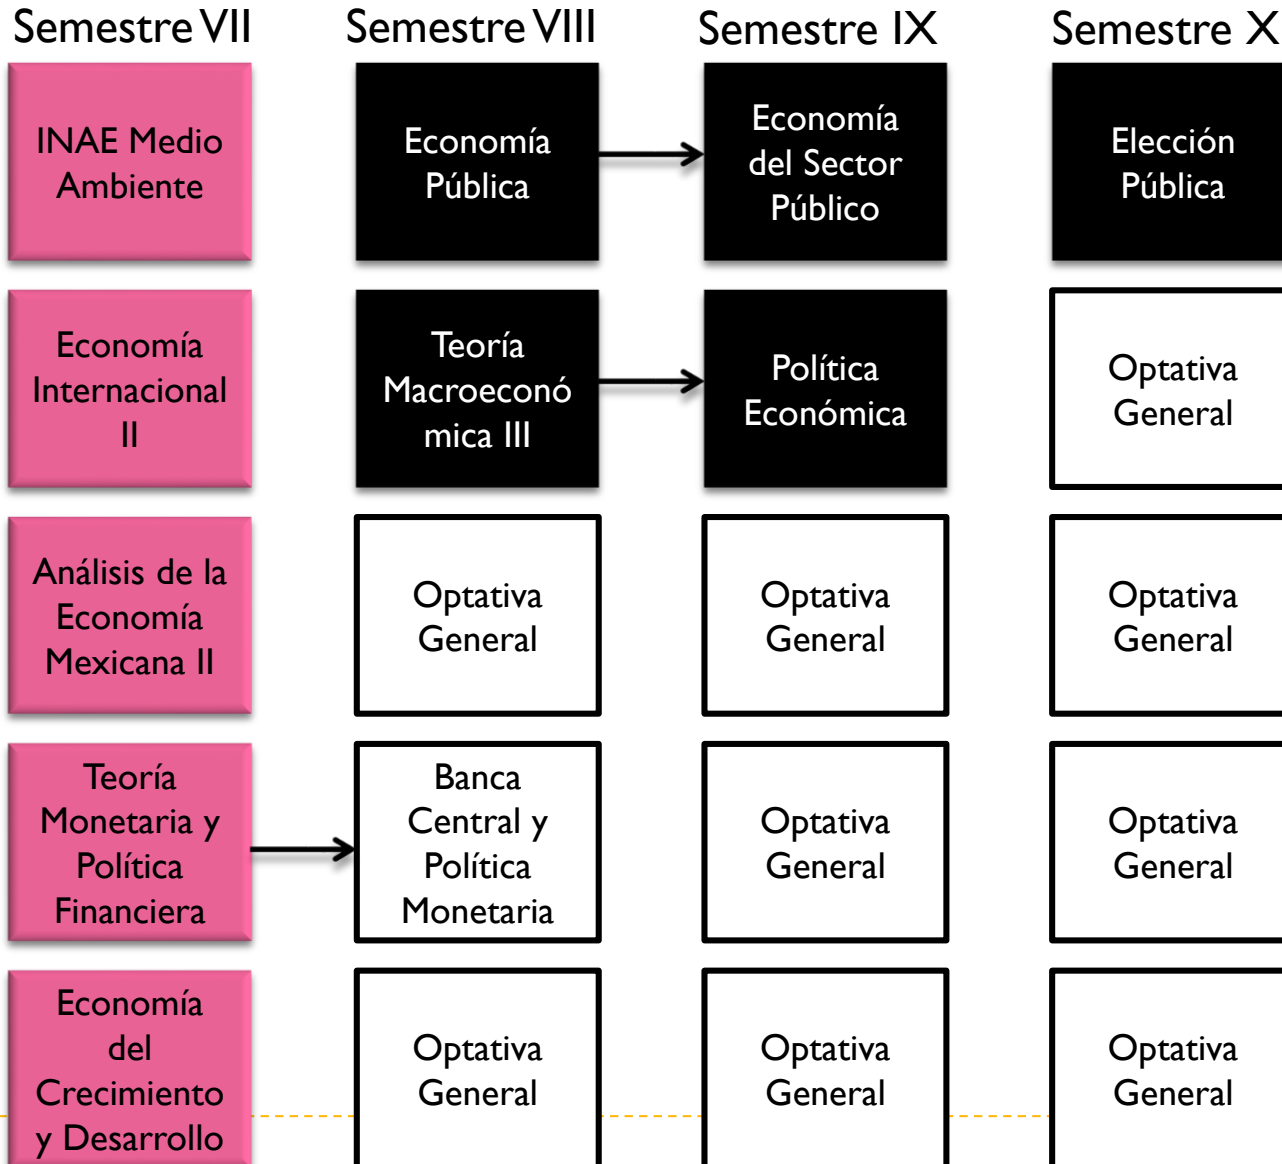 Semestre VII
Semestre VIII
Semestre IX
Semestre X
INAE Medio
Ambiente
Economía
Pública
Economía
del Sector
Público
Elección
Pública
Economía
Internacional
II
Teoría
Macroeconó
mica III
Política
Económica
Optativa
General
Análisis de la
Economía
Mexicana II
Optativa
General
Optativa
General
Optativa
General
Teoría
Monetaria y
Política
Financiera
Banca
Central y
Política
Monetaria
Optativa
General
Optativa
General
Economía
del
Crecimiento
y Desarrollo
Optativa
General
Optativa
General
Optativa
General